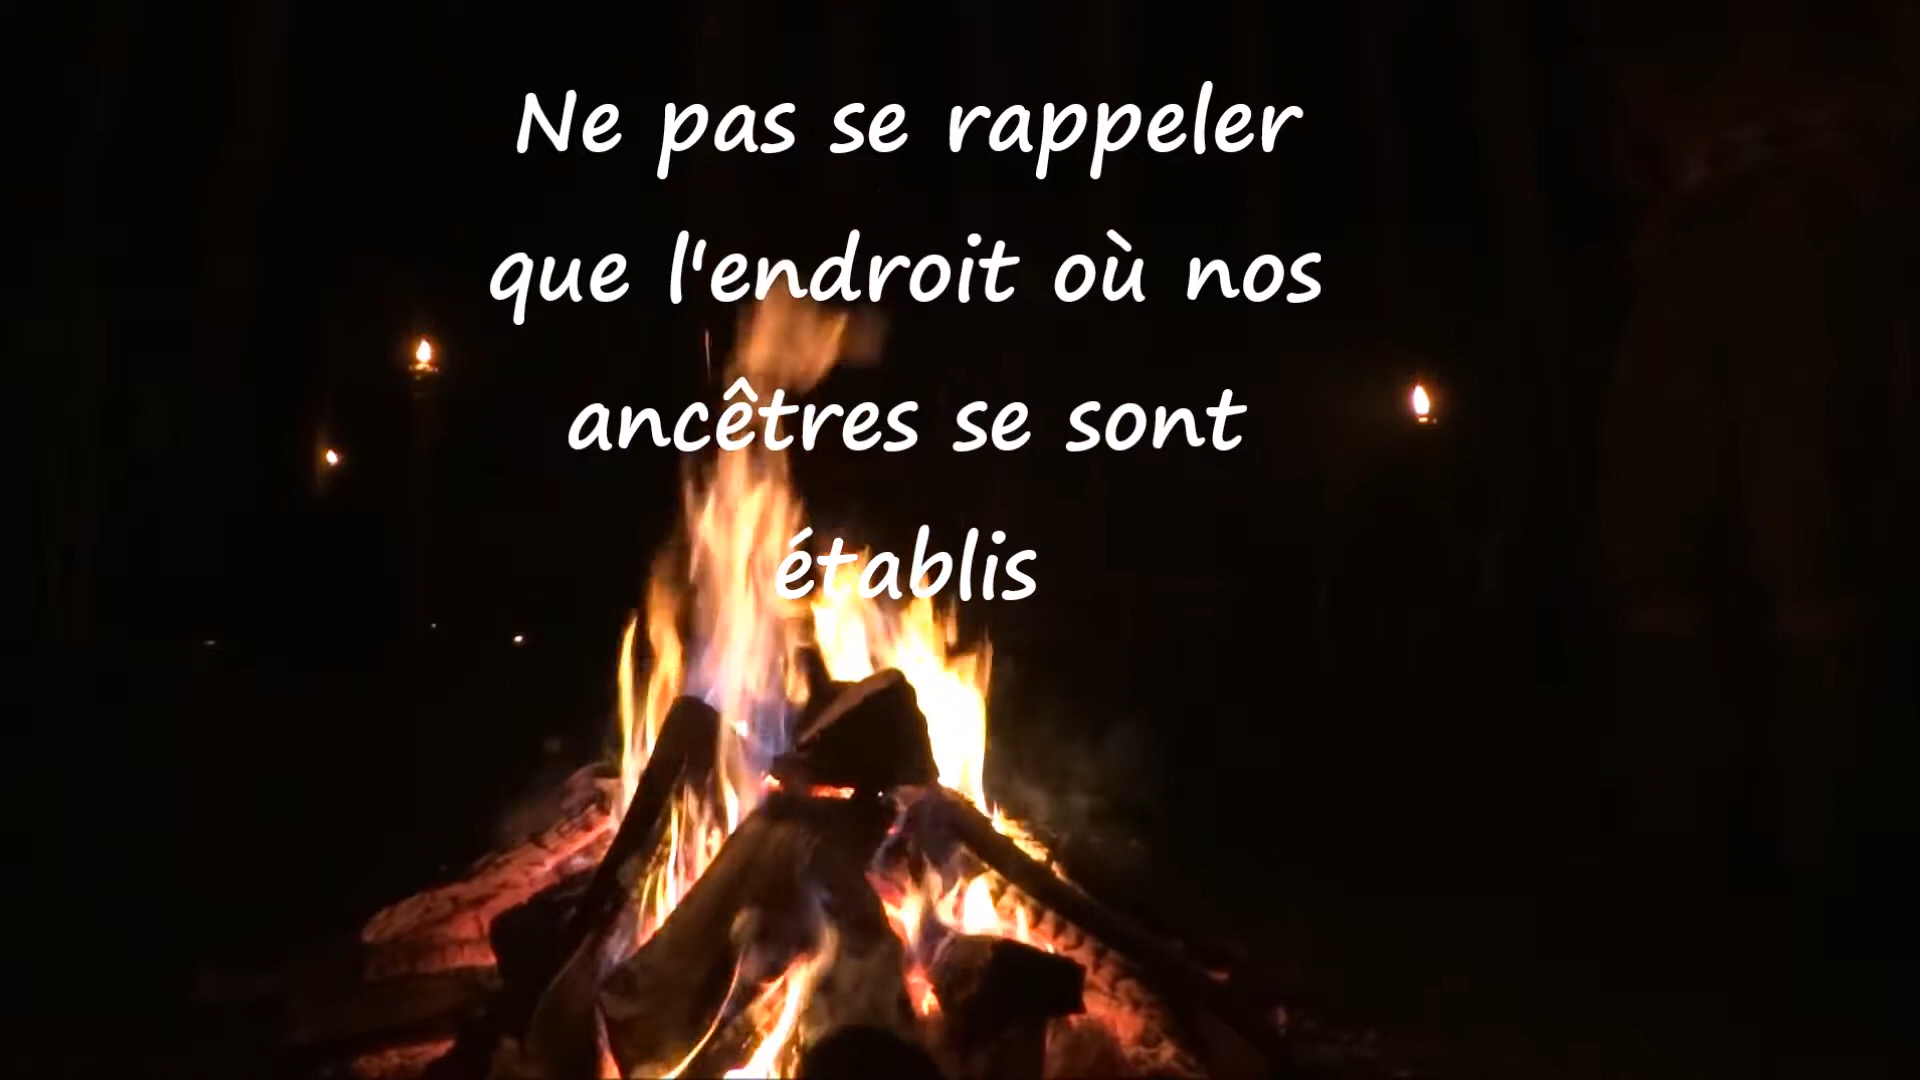 Ne pas se rappeler
que l'endroit où nos
ancêtres se sont
établis